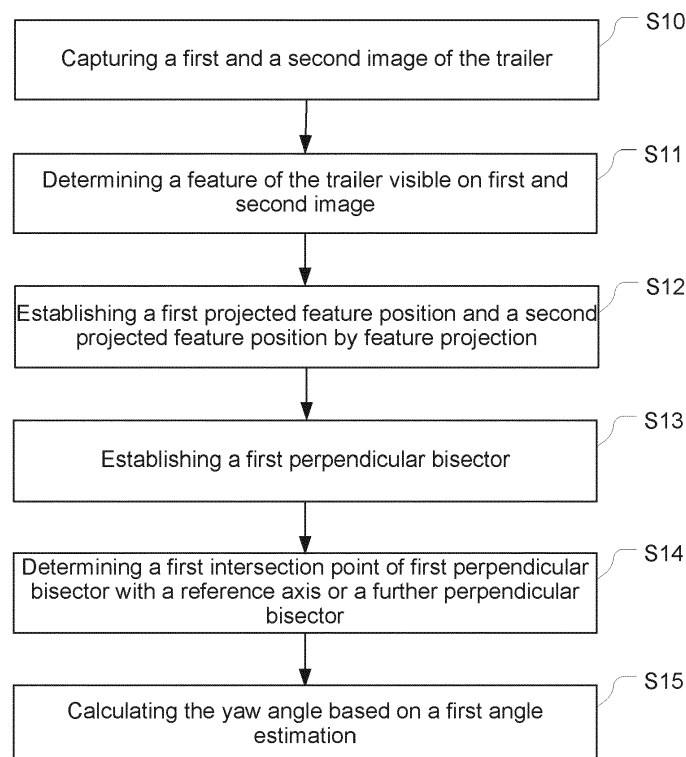 S10
Capturing a first and a second image of the trailer
S11
Determining a feature of the trailer visible on first and
second image
S12
Establishing a first projected feature position and a second
projected feature position by feature projection
S13
Establishing a first perpendicular bisector
S14
Determining a first intersection point of first perpendicular
bisector with a reference axis or a further perpendicular
bisector
S15
Calculating the yaw angle based on a first angle
estimation